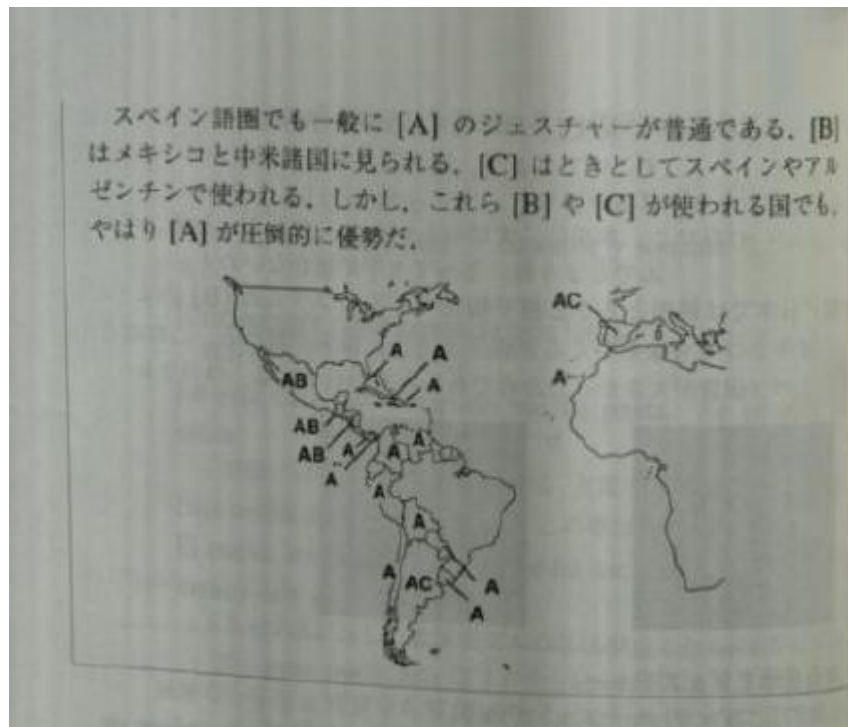 スペイン語圏でも一般に [A] のジェスチャーが普通である．[B]
はメキシコと中米諸国に見られる．[C] はときとしてスペインやアル
ゼンチンで使われる．しかし，これら [B] や [C] が使われる国でも，
やはり [A] が圧倒的に優勢だ．
AC
A
A
A
A
AB
AB
AB
A
A
A
A
A
A
A
AC
A
A